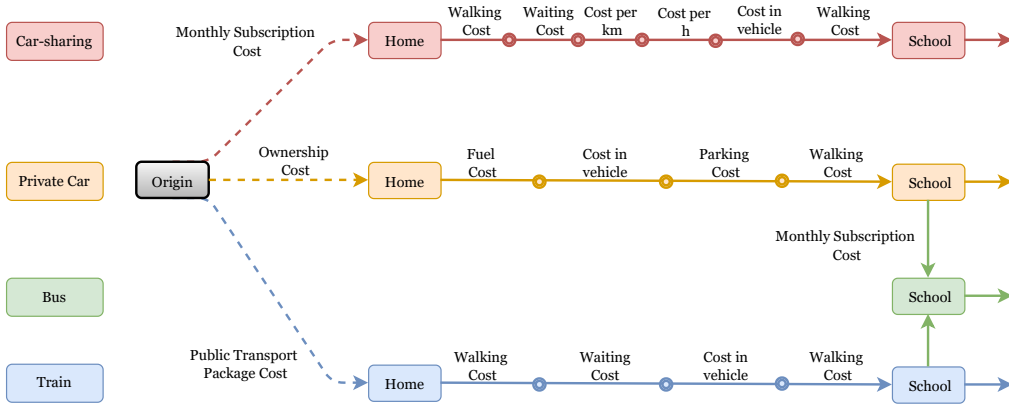 Car-sharing
Monthly Subscription
Cost
Home
Walking
Cost
Waiting
Cost
Cost per
km
Cost per
h
Cost in
vehicle
Walking
Cost
School
Private Car
Origin
Ownership
Cost
Home
Fuel
Cost
Cost in
vehicle
Parking
Cost
Walking
Cost
School
Monthly Subscription
Cost
Bus
School
Train
Public Transport
Package Cost
Home
Walking
Cost
Waiting
Cost
Cost in
vehicle
Walking
Cost
School